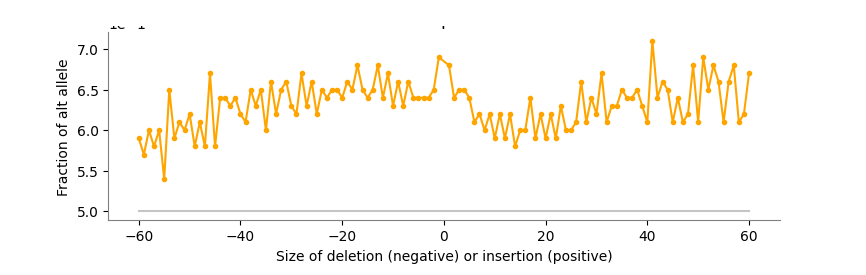 7.0
6.5
6.0
5.5
5.0
Fraction of alt allele
−60 −40 −20 0 20 40 60
Size of deletion (negative) or insertion (positive)